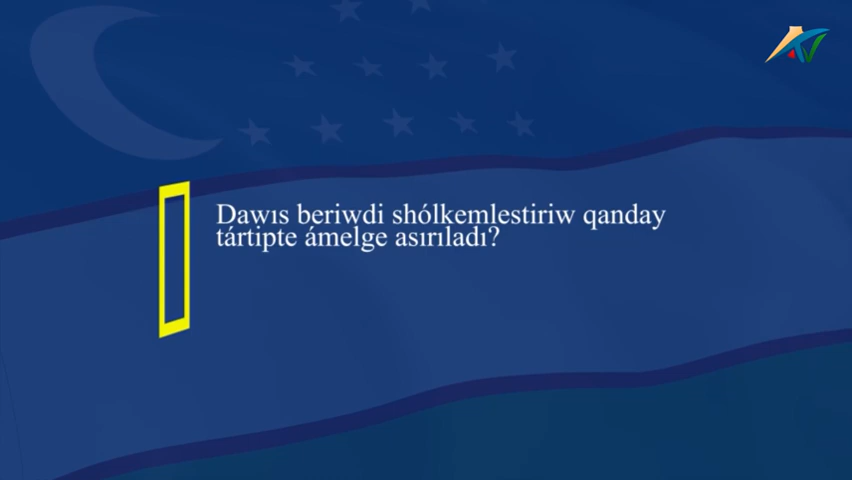 Dawıs beriwdi shólkemlestiriw qanday
tártipte ámelge asırıladı?